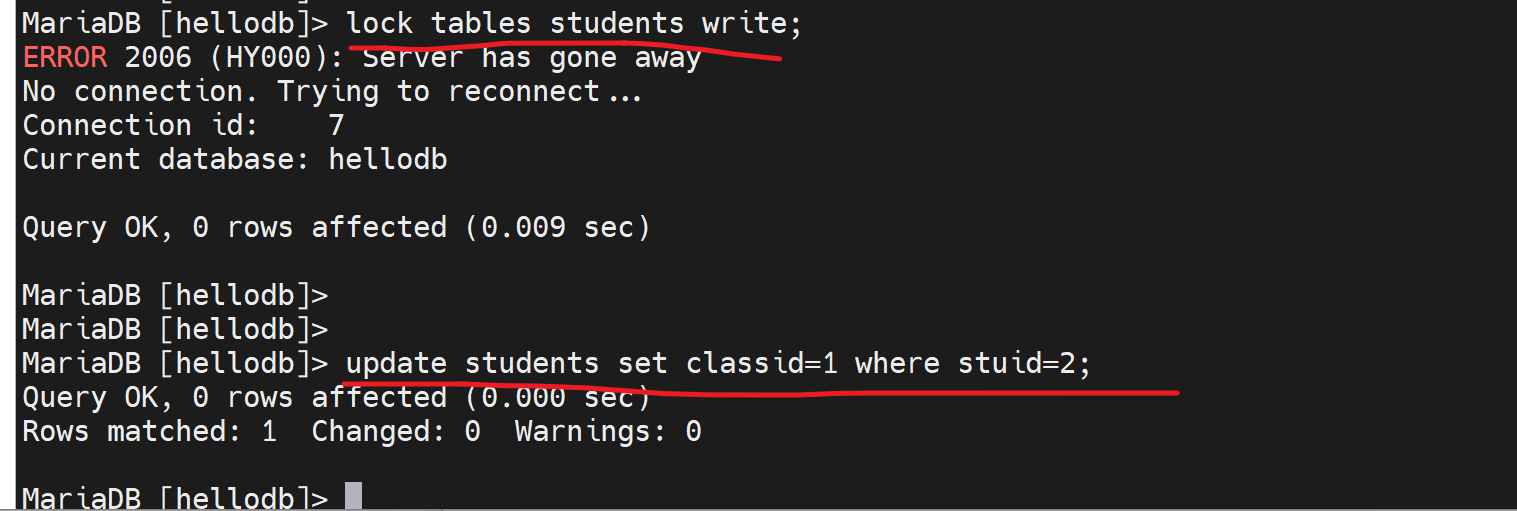 MariaDB [hellodb]> lock tables students write;
ERROR 2006 (HY000): Server has gone away
No connection. Trying to reconnect...
Connection id:    7
Current database: hellodb
Query OK, 0 rows affected (0.009 sec)
MariaDB [hellodb]>
MariaDB [hellodb]>
MariaDB [hellodb]> update students set classid=1 where stuid=2;
Query OK, 0 rows affected (0.000 sec)
Rows matched: 1  Changed: 0  Warnings: 0
MariaDB [hellodb]>